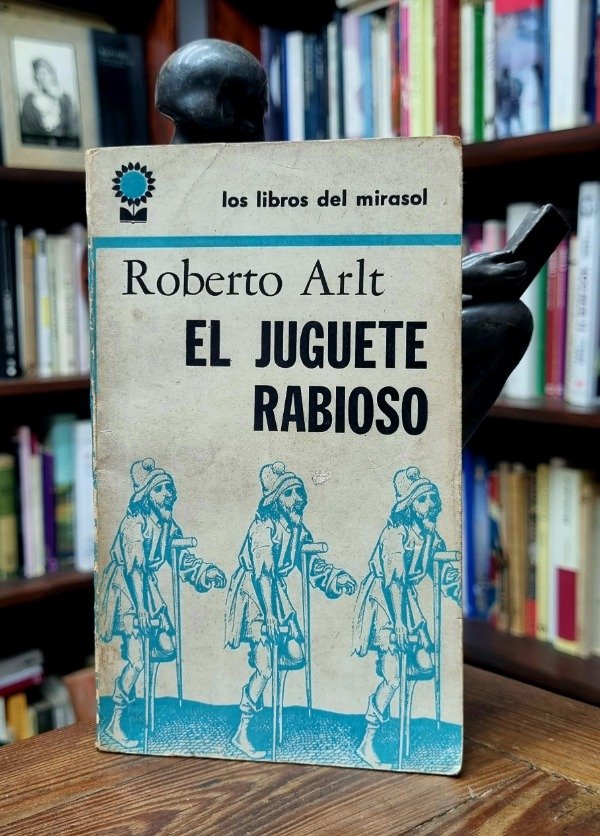 los libros del mirasol
Roberto Arlt
EL JUGUETE
RABIOSO